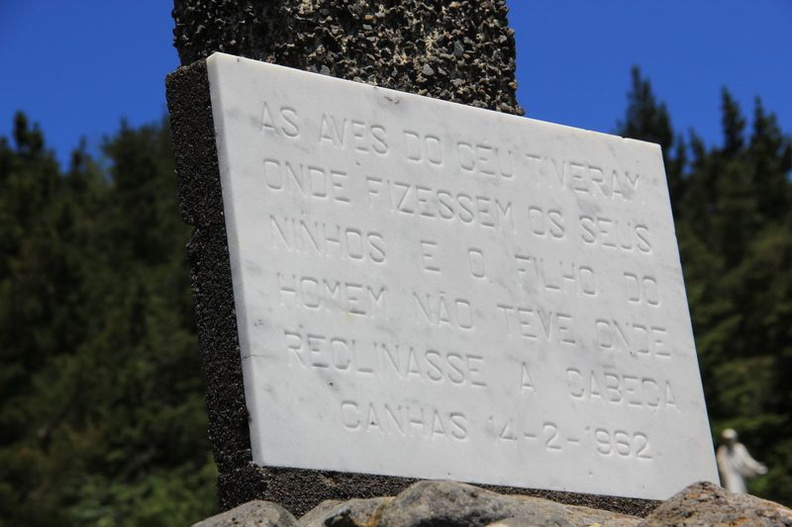 AS AVES DO CEU TIVERAM
ONDE FIZESSEM OS SEUS
NINHOS E O FILHO DO
HOMEM NÃO TEVE ONDE
RECLINASSE A CABEÇA
CANHAS 14-2-1962